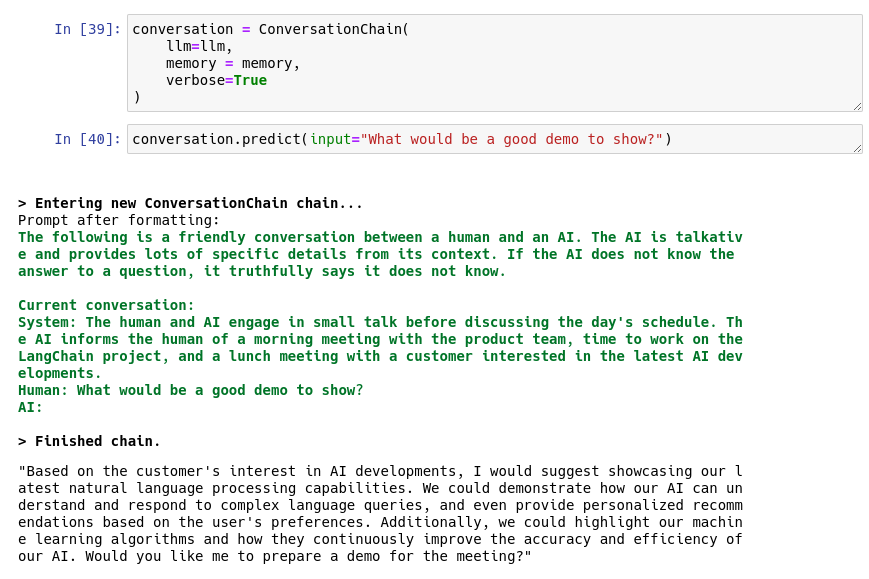 In [39]: conversation = ConversationChain(
    llm=llm,
    memory = memory,
    verbose=True
)
In [40]: conversation.predict(input="What would be a good demo to show?")
> Entering new ConversationChain chain...
Prompt after formatting:
The following is a friendly conversation between a human and an AI. The AI is talkativ
e and provides lots of specific details from its context. If the AI does not know the
answer to a question, it truthfully says it does not know.
Current conversation:
System: The human and AI engage in small talk before discussing the day's schedule. Th
e AI informs the human of a morning meeting with the product team, time to work on the
LangChain project, and a lunch meeting with a customer interested in the latest AI dev
elopments.
Human: What would be a good demo to show?
AI:
> Finished chain.
"Based on the customer's interest in AI developments, I would suggest showcasing our l
atest natural language processing capabilities. We could demonstrate how our AI can un
derstand and respond to complex language queries, and even provide personalized recomm
endations based on the user's preferences. Additionally, we could highlight our machin
e learning algorithms and how they continuously improve the accuracy and efficiency of
our AI. Would you like me to prepare a demo for the meeting?"